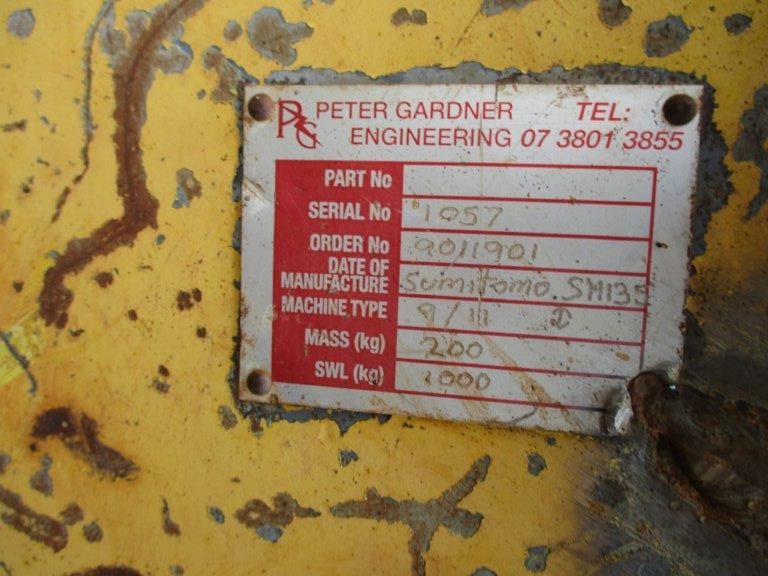 PG PETER GARDNER TEL:
ENGINEERING 07 3801 3855
PART No
SERIAL No 1057
ORDER No 9011901
DATE OF
MANUFACTURE Sumitomo. SH135
MACHINE TYPE 9/11 D
MASS (kg) 200
SWL (kg) 1000